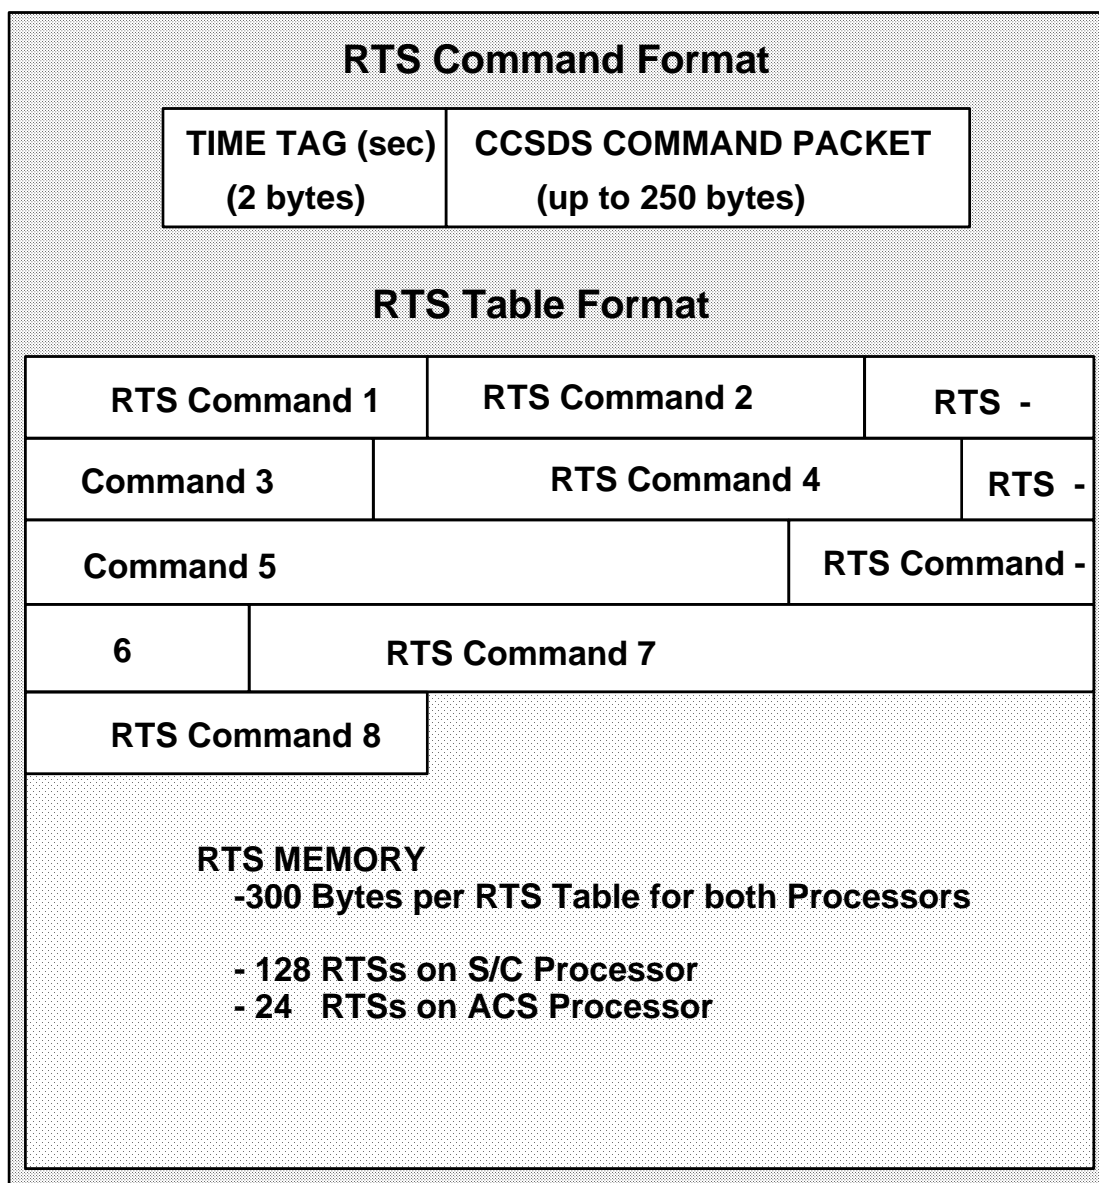 RTS Command Format
TIME TAG (sec) CCSDS COMMAND PACKET
(2 bytes) (up to 250 bytes)
RTS Table Format
RTS Command 1 RTS Command 2 RTS -
Command 3 RTS Command 4 RTS -
Command 5 RTS Command -
6 RTS Command 7
RTS Command 8
RTS MEMORY
-300 Bytes per RTS Table for both Processors
- 128 RTSs on S/C Processor
- 24 RTSs on ACS Processor